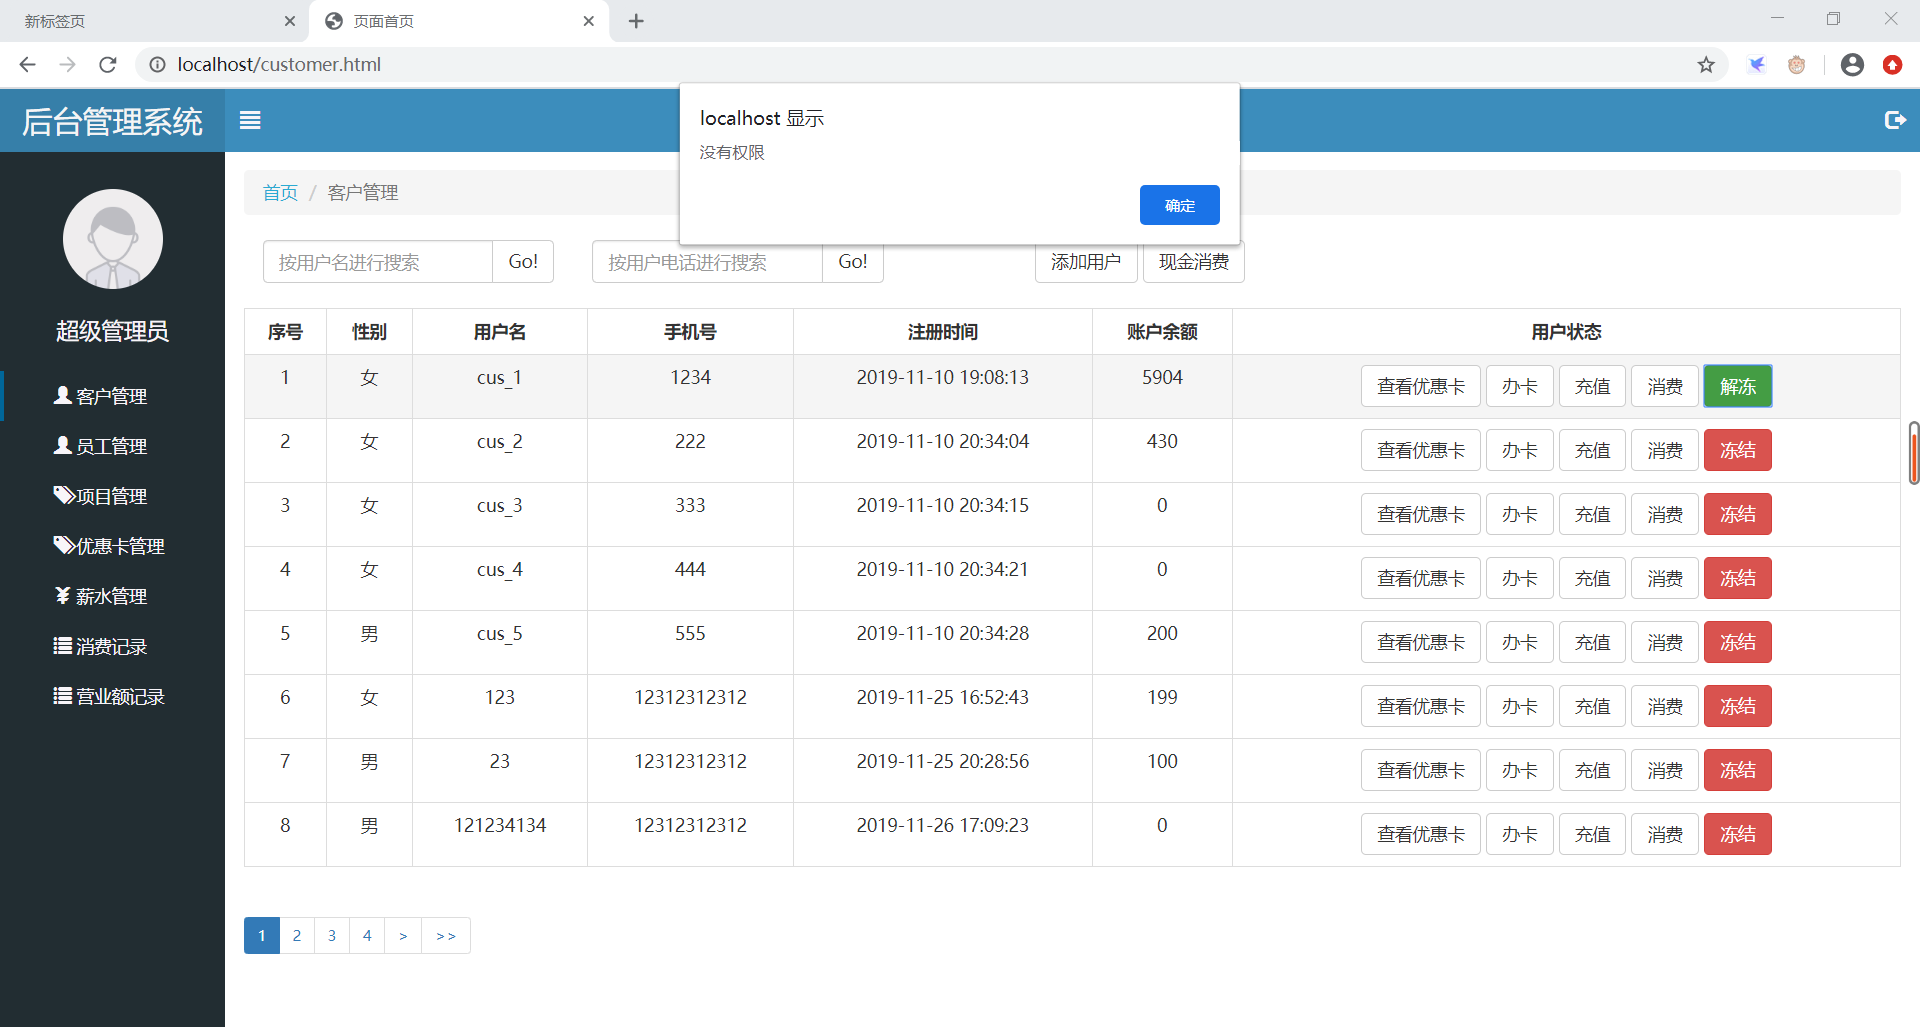 新标签页
页面首页
localhost/customer.html
后台管理系统
localhost 显示
没有权限
确定
首页 / 客户管理
按用户名进行搜索 Go! 按用户电话进行搜索 Go! 添加用户 现金消费
超级管理员
客户管理
员工管理
项目管理
优惠卡管理
薪水管理
消费记录
营业额记录
序号 性别 用户名 手机号 注册时间 账户余额 用户状态
1 女 cus_1 1234 2019-11-10 19:08:13 5904 查看优惠卡 办卡 充值 消费 解冻
2 女 cus_2 222 2019-11-10 20:34:04 430 查看优惠卡 办卡 充值 消费 冻结
3 女 cus_3 333 2019-11-10 20:34:15 0 查看优惠卡 办卡 充值 消费 冻结
4 女 cus_4 444 2019-11-10 20:34:21 0 查看优惠卡 办卡 充值 消费 冻结
5 男 cus_5 555 2019-11-10 20:34:28 200 查看优惠卡 办卡 充值 消费 冻结
6 女 123 12312312312 2019-11-25 16:52:43 199 查看优惠卡 办卡 充值 消费 冻结
7 男 23 12312312312 2019-11-25 20:28:56 100 查看优惠卡 办卡 充值 消费 冻结
8 男 121234134 12312312312 2019-11-26 17:09:23 0 查看优惠卡 办卡 充值 消费 冻结
1 2 3 4 > >>